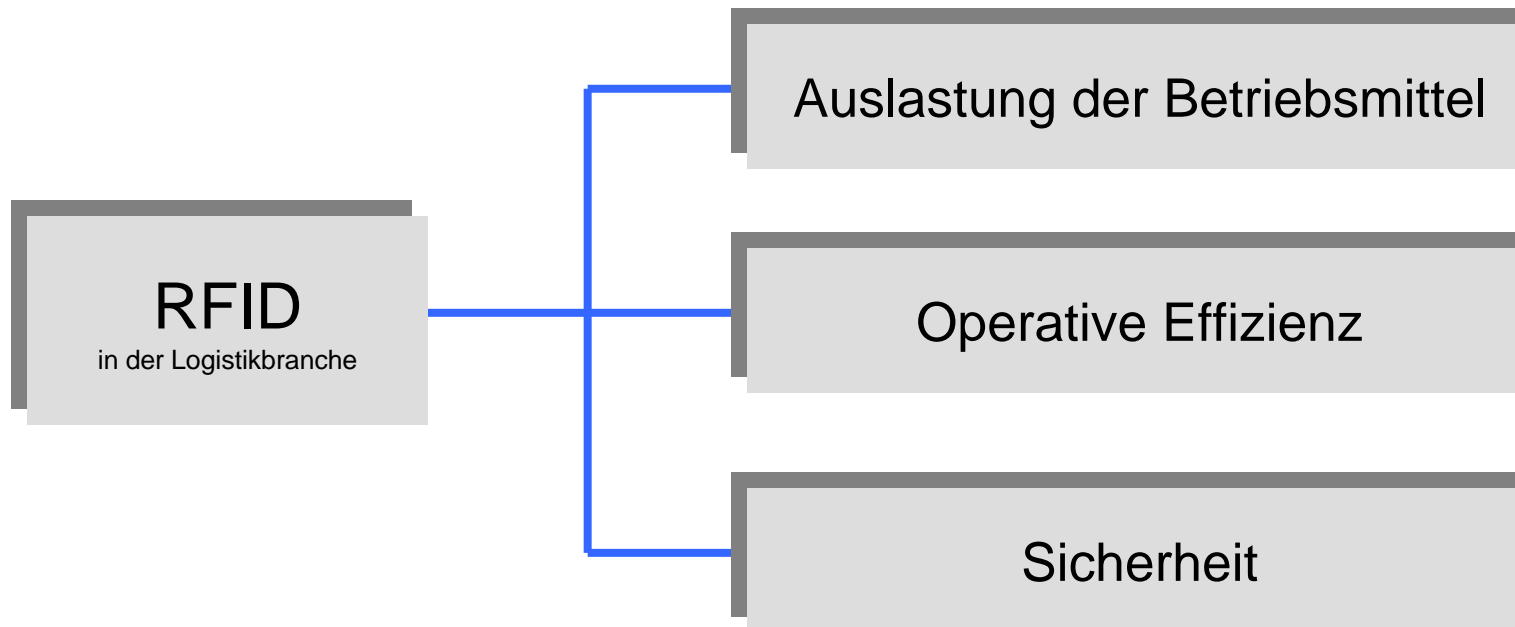 RFID
in der Logistikbranche
Auslastung der Betriebsmittel
Operative Effizienz
Sicherheit